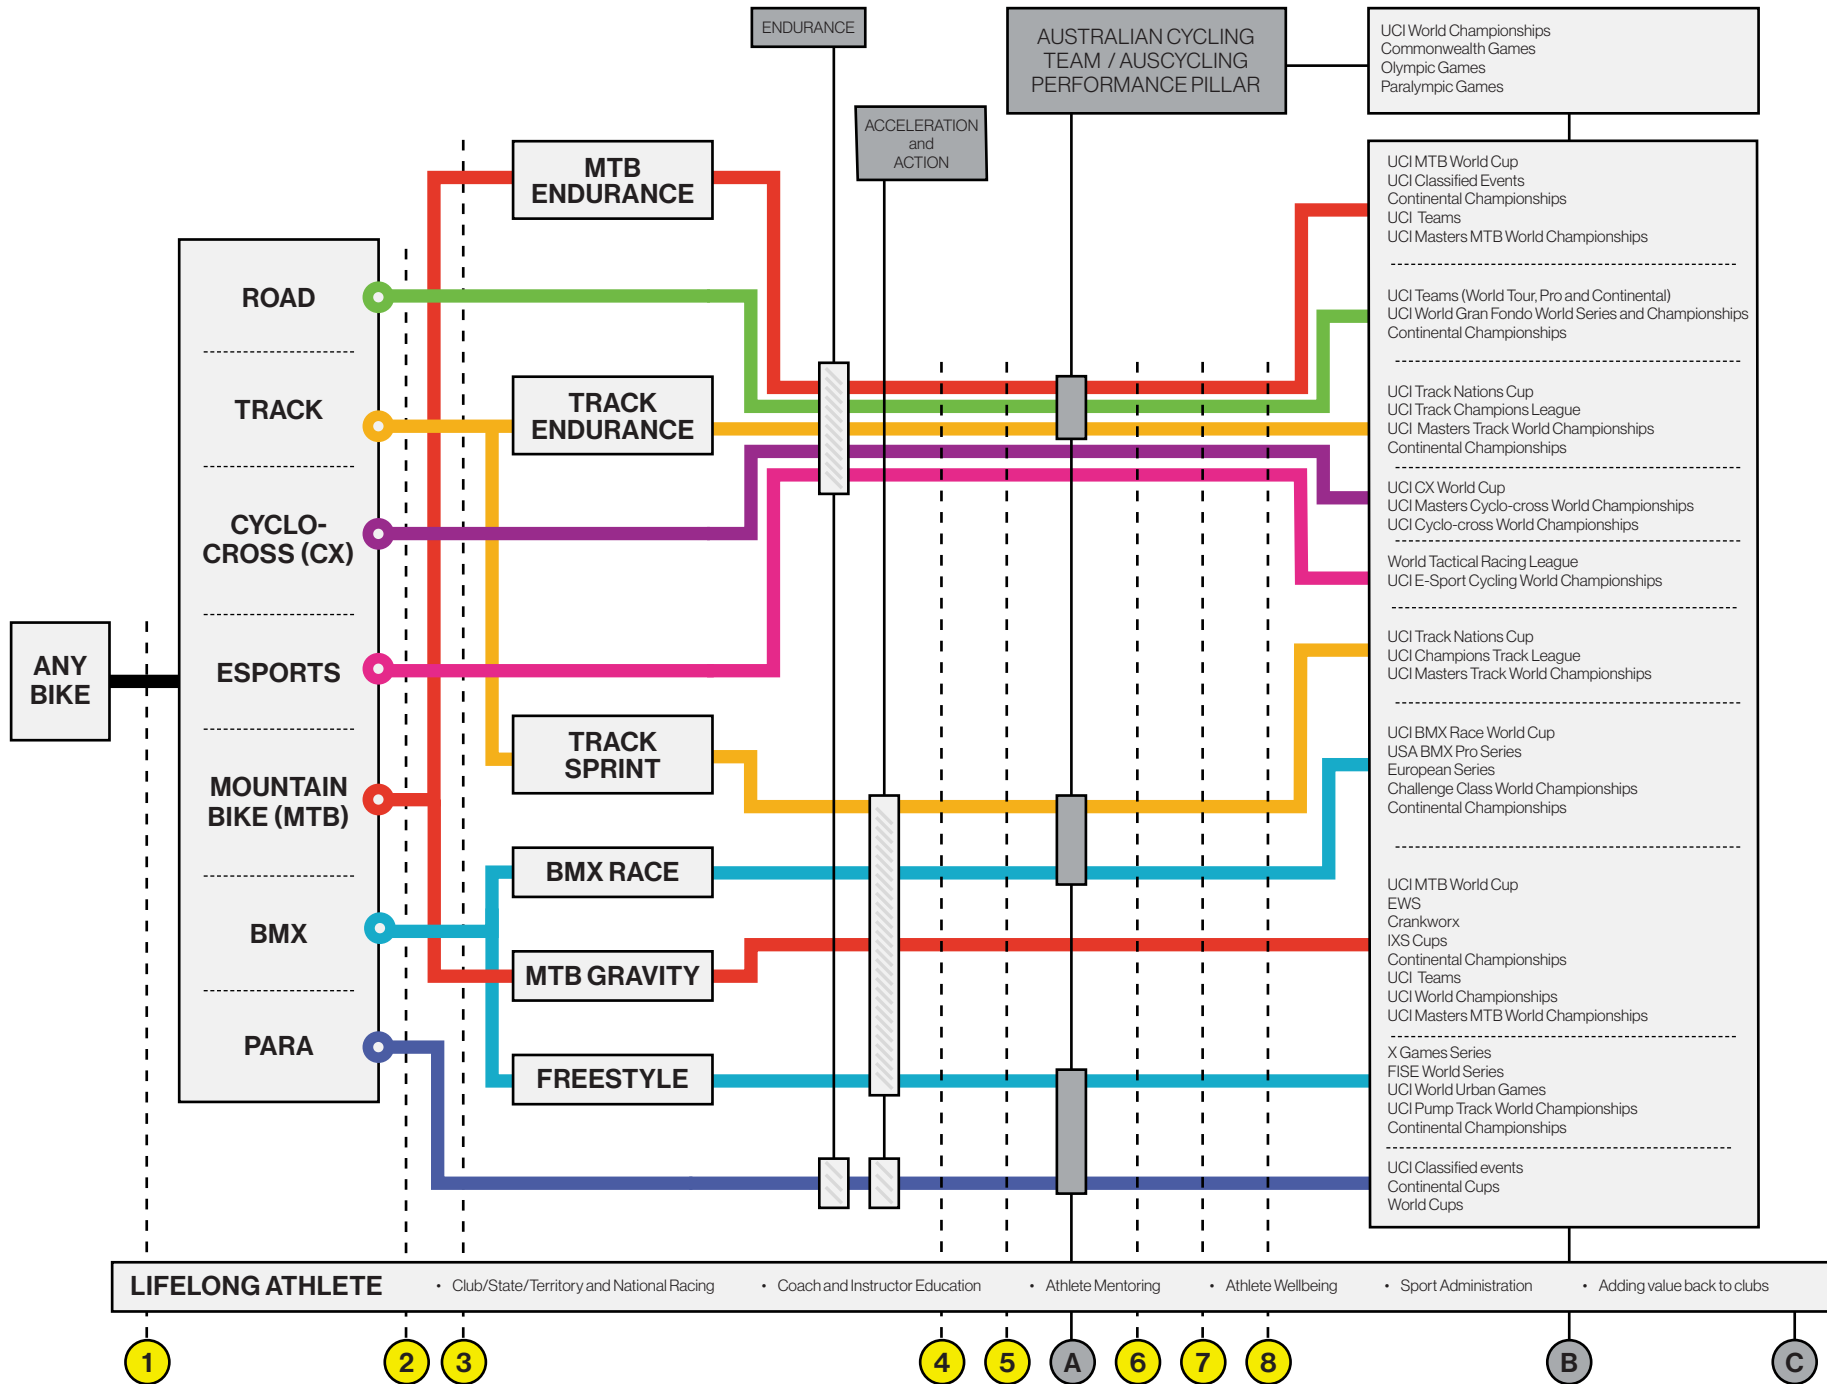 ENDURANCE
AUSTRALIAN CYCLING
TEAM / AUSCYCLING
PERFORMANCE PILLAR
UCI World Championships
Commonwealth Games
Olympic Games
Paralympic Games
ACCELERATION
and
ACTION
ANY
BIKE
ROAD
TRACK
CYCLO-
CROSS (CX)
ESPORTS
MOUNTAIN
BIKE (MTB)
BMX
PARA
MTB
ENDURANCE
TRACK
ENDURANCE
TRACK
SPRINT
BMX RACE
MTB GRAVITY
FREESTYLE
UCI MTB World Cup
UCI Classified Events
Continental Championships
UCI Teams
UCI Masters MTB World Championships
UCI Teams (World Tour, Pro and Continental)
UCI World Gran Fondo World Series and Championships
Continental Championships
UCI Track Nations Cup
UCI Track Champions League
UCI Masters Track World Championships
Continental Championships
UCI CX World Cup
UCI Masters Cyclo-cross World Championships
UCI Cyclo-cross World Championships
World Tactical Racing League
UCI E-Sport Cycling World Championships
UCI Track Nations Cup
UCI Champions Track League
UCI Masters Track World Championships
UCI BMX Race World Cup
USA BMX Pro Series
European Series
Challenge Class World Championships
Continental Championships
UCI MTB World Cup
EWS
Crankworx
IXS Cups
Continental Championships
UCI Teams
UCI World Championships
UCI Masters MTB World Championships
X Games Series
FISE World Series
UCI World Urban Games
UCI Pump Track World Championships
Continental Championships
UCI Classified events
Continental Cups
World Cups
LIFELONG ATHLETE • Club/State/Territory and National Racing • Coach and Instructor Education • Athlete Mentoring • Athlete Wellbeing • Sport Administration • Adding value back to clubs
1 2 3 4 5 A 6 7 8 B C